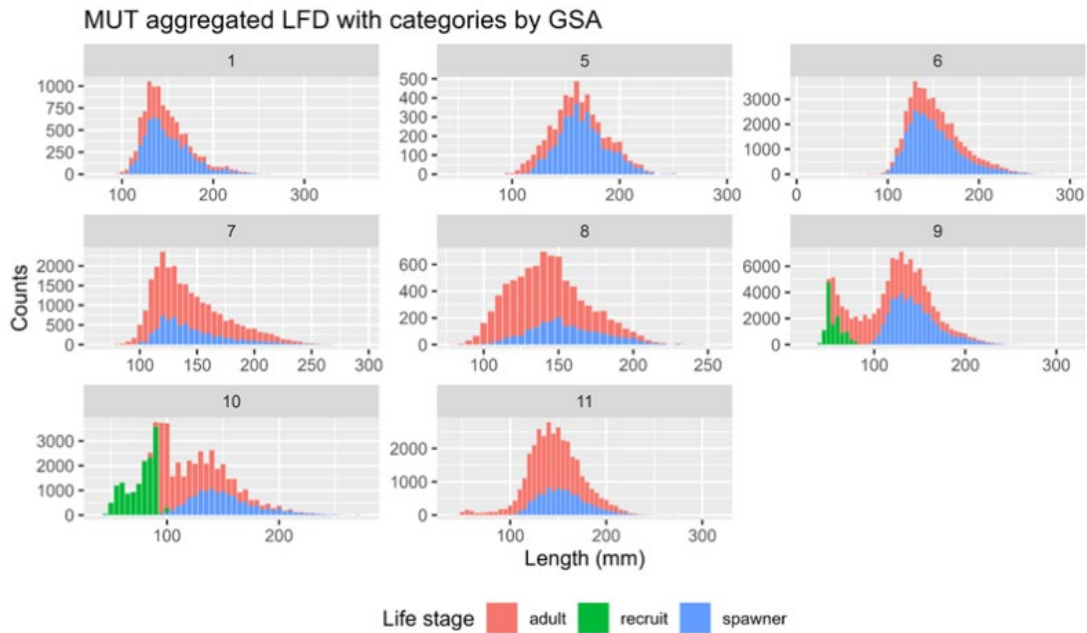 MUT aggregated LFD with categories by GSA
1 5 6
1000 750 500 250 0
100 200 300
500 400 300 200 100 0
100 200 300
3000 2000 1000 0
0 100 200 300
7 8 9
2000 1500 1000 500 0
50 100 150 200 250 300
600 400 200 0
100 150 200 250
6000 4000 2000 0
0 100 200 300
10 11
3000 2000 1000 0
100 200
2000 1000 0
100 200 300
Counts
Length (mm)
Life stage adult recruit spawner